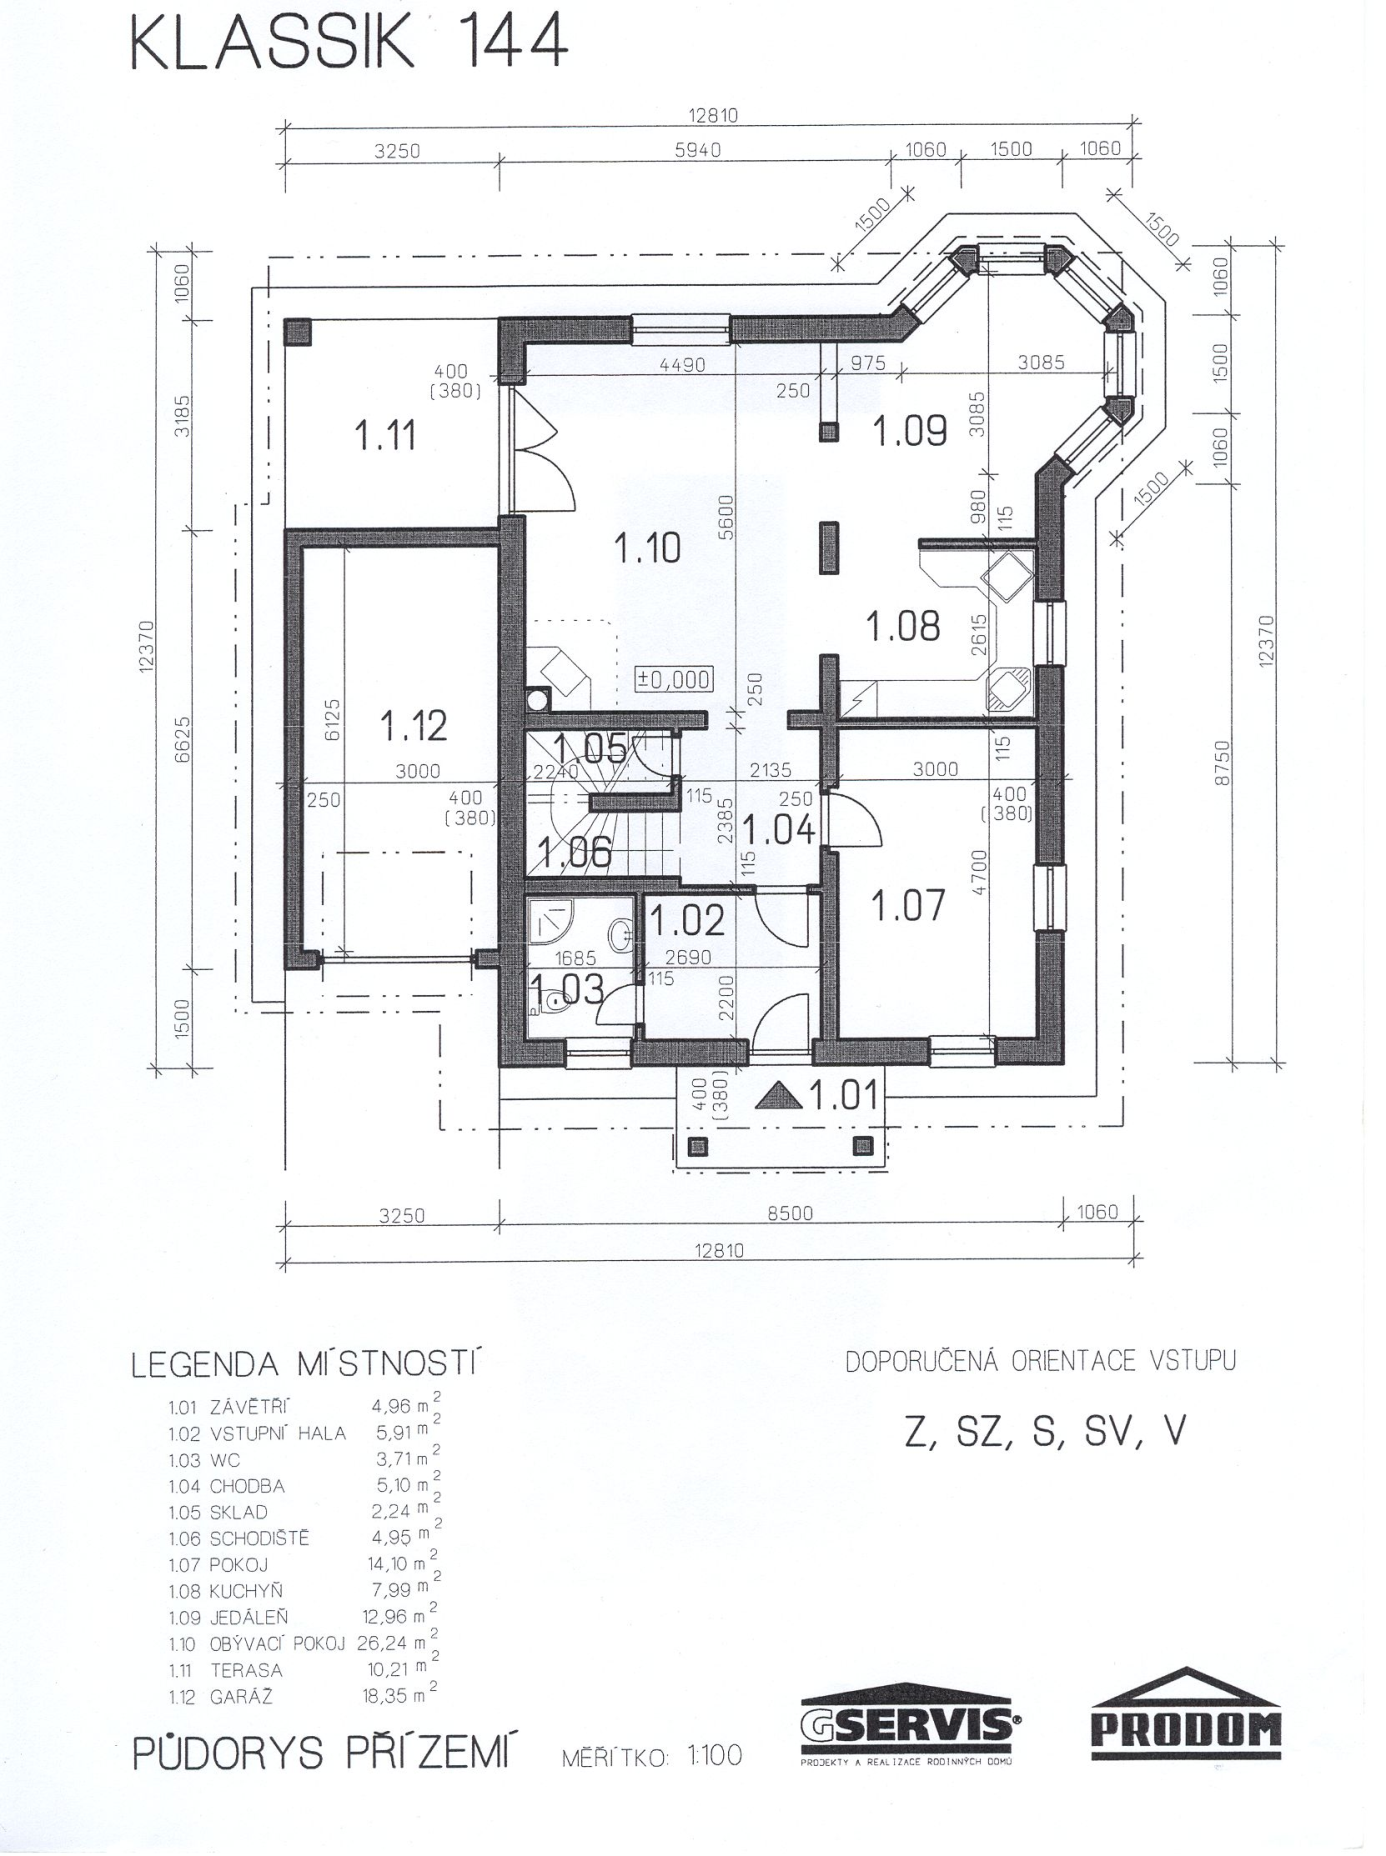 KLASSIK 144
12810
3250 5940 1060 1500 1060
1500 1500
1060 1060
400 (380) 4490 250 975 3085
3185 1.11 1.09 3085 1500
1060
980 115 1500
5600
1.10
1.08 2615
12370 12370
±0,000 250
6625 6125 1.12 8750
1.05 115
3000 2240 2135 3000
250 400 (380) 115 250 400 (380)
2385 1.04
1.06 115 4700
1.07
1.02
1685 2690
1.03 115 2200
1500
400 (380) 1.01
3250 8500 1060
12810
LEGENDA MÍSTNOSTÍ
1.01 ZÁVĚTŘÍ 4,96 m2
1.02 VSTUPNÍ HALA 5,91 m2
1.03 WC 3,71 m2
1.04 CHODBA 5,10 m2
1.05 SKLAD 2,24 m2
1.06 SCHODIŠTĚ 4,95 m2
1.07 POKOJ 14,10 m2
1.08 KUCHYŇ 7,99 m2
1.09 JEDÁLEŇ 12,96 m2
1.10 OBÝVACÍ POKOJ 26,24 m2
1.11 TERASA 10,21 m2
1.12 GARÁŽ 18,35 m2
DOPORUČENÁ ORIENTACE VSTUPU
Z, SZ, S, SV, V
PŮDORYS PŘÍZEMÍ MĚŘÍTKO: 1:100
GSERVIS®
PROJEKTY A REALIZACE RODINNÝCH DOMŮ
PRODOM